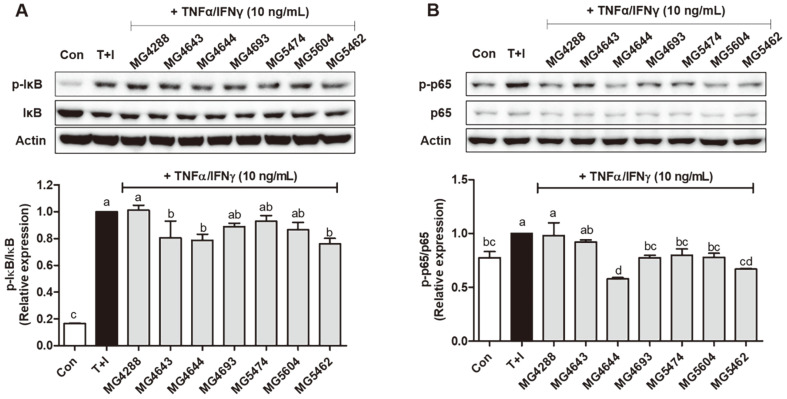 A
+ TNFα/IFNγ (10 ng/mL)
Con T+I MG4288 MG4643 MG4644 MG4693 MG5474 MG5604 MG5462
p-IκB
IκB
Actin
+ TNFα/IFNγ (10 ng/mL)
p-IκB/IκB
(Relative expression)
1.2
1.0
0.8
0.6
0.4
0.2
0.0
c a a b b ab ab ab b
Con T+I MG4288 MG4643 MG4644 MG4693 MG5474 MG5604 MG5462
B
+ TNFα/IFNγ (10 ng/mL)
Con T+I MG4288 MG4643 MG4644 MG4693 MG5474 MG5604 MG5462
p-p65
p65
Actin
+ TNFα/IFNγ (10 ng/mL)
p-p65/p65
(Relative expression)
1.5
1.0
0.5
0.0
bc a a ab d bc bc bc cd
Con T+I MG4288 MG4643 MG4644 MG4693 MG5474 MG5604 MG5462